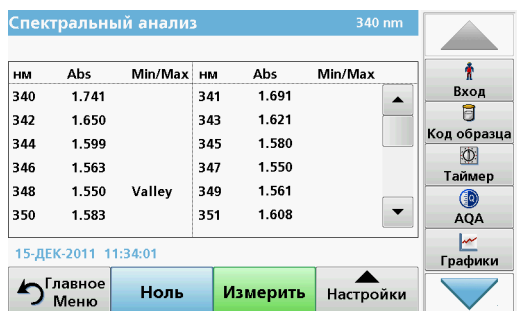 Спектральный анализ 340 nm
нм Abs Min/Max нм Abs Min/Max
340 1.741 341 1.691
342 1.650 343 1.621
344 1.599 345 1.580
346 1.563 347 1.550
348 1.550 Valley 349 1.561
350 1.583 351 1.608
15-ДЕК-2011 11:34:01
Главное
Меню
Ноль
Измерить
Настройки
Вход
Код образца
Таймер
AQA
Графики